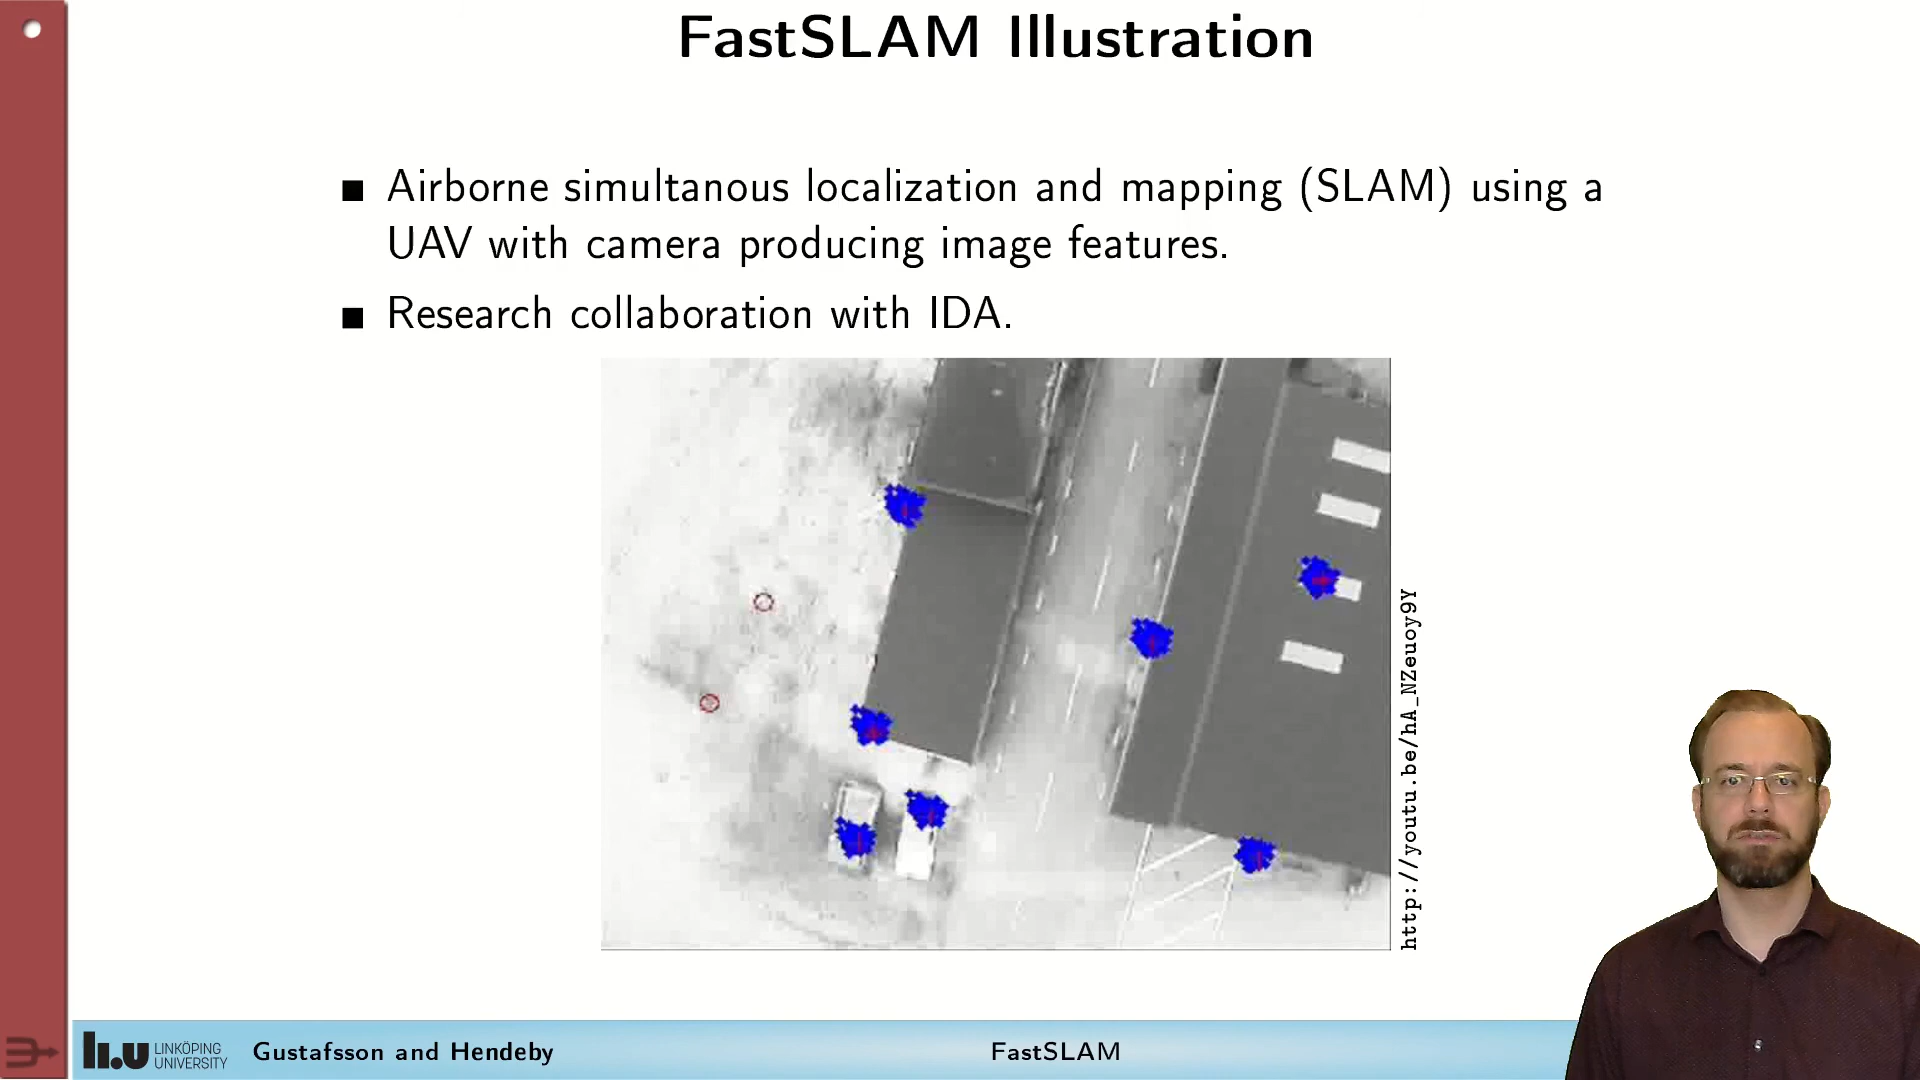 FastSLAM Illustration
Airborne simultanous localization and mapping (SLAM) using a
UAV with camera producing image features.
Research collaboration with IDA.
http://youtu.be/hA_NZeuoy9Y
li.u LINKÖPING
UNIVERSITY
Gustafsson and Hendeby
FastSLAM